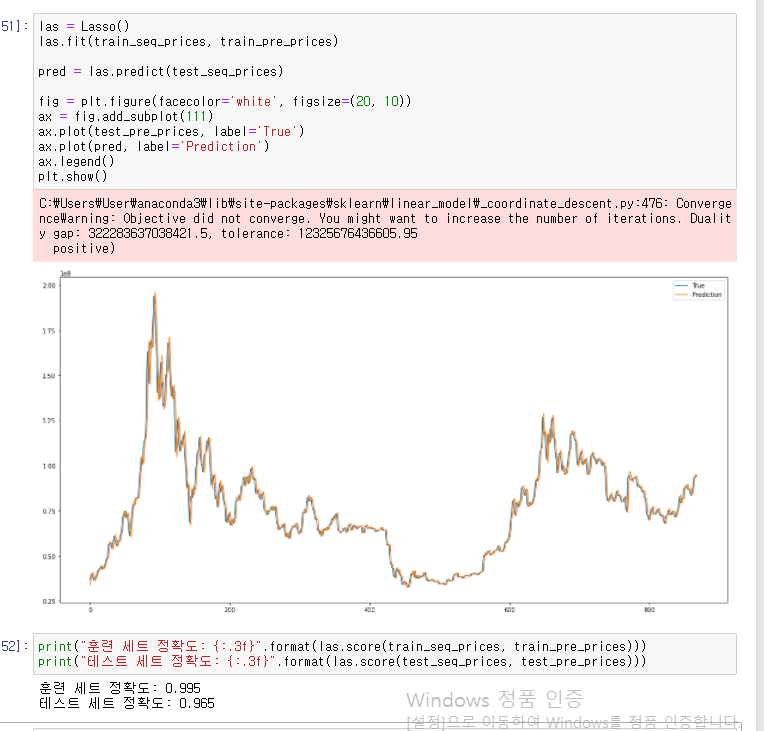 51]:
las = Lasso()
las.fit(train_seq_prices, train_pre_prices)
pred = las.predict(test_seq_prices)
fig = plt.figure(facecolor='white', figsize=(20, 10))
ax = fig.add_subplot(111)
ax.plot(test_pre_prices, label='True')
ax.plot(pred, label='Prediction')
ax.legend()
plt.show()
C:₩Users₩User₩anaconda3₩lib₩site-packages₩sklearn₩linear_model₩_coordinate_descent.py:476: Converge
nceWarning: Objective did not converge. You might want to increase the number of iterations. Dualit
y gap: 322283637038421.5, tolerance: 12325676436605.95
positive)
1e8
2.00
True
Prediction
1.75
1.50
1.25
1.00
0.75
0.50
0.25
0 200 400 600 800
52]:
print("훈련 세트 정확도: {:.3f}".format(las.score(train_seq_prices, train_pre_prices)))
print("테스트 세트 정확도: {:.3f}".format(las.score(test_seq_prices, test_pre_prices)))
훈련 세트 정확도: 0.995
테스트 세트 정확도: 0.965
Windows 정품 인증
[설정]으로 이동하여 Windows를 정품 인증합니다.